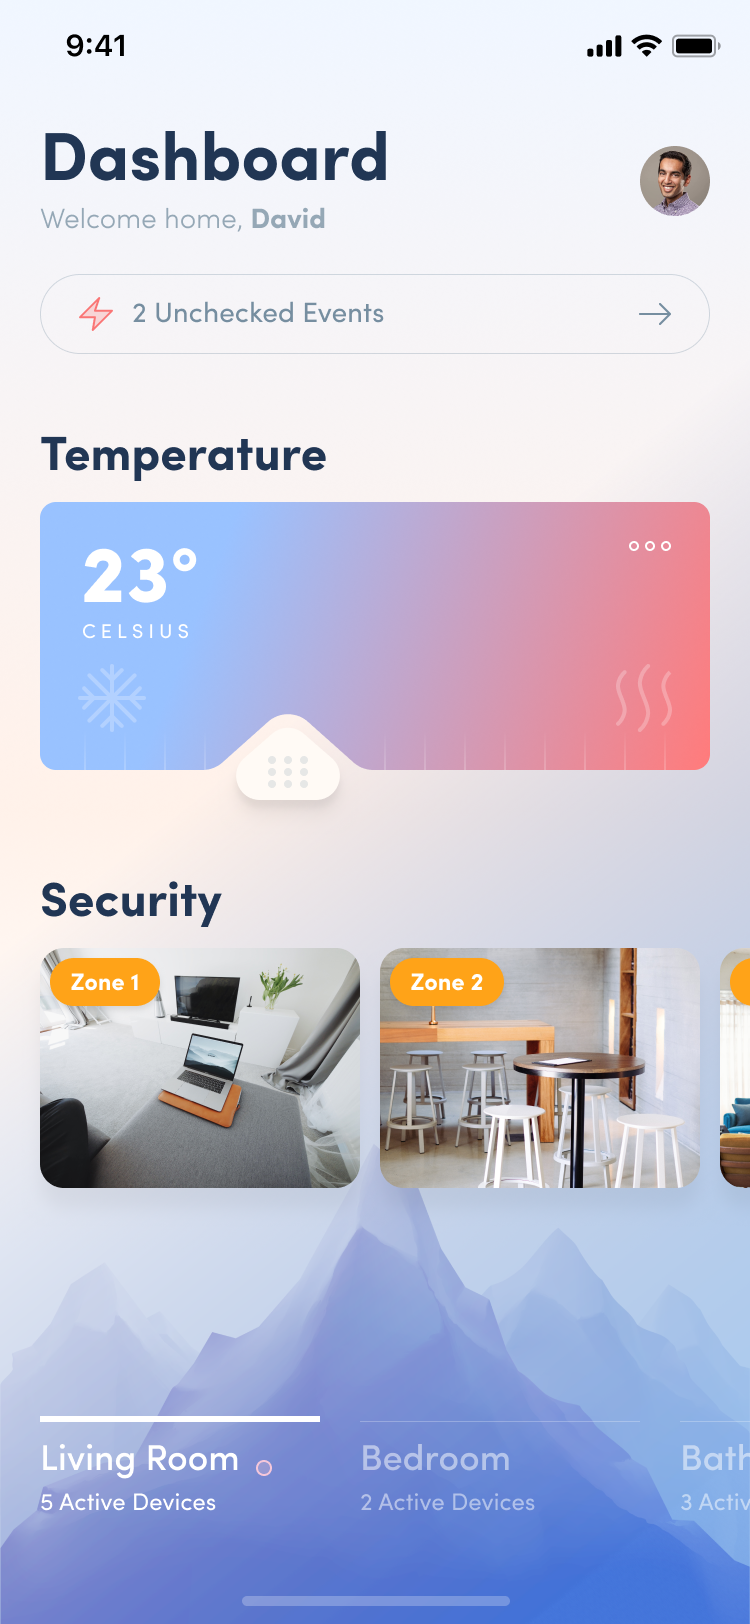 9:41
Dashboard
Welcome home, David
2 Unchecked Events
Temperature
23°
CELSIUS
Security
Zone 1
Zone 2
Living Room
5 Active Devices
Bedroom
2 Active Devices
Bath
3 Activ